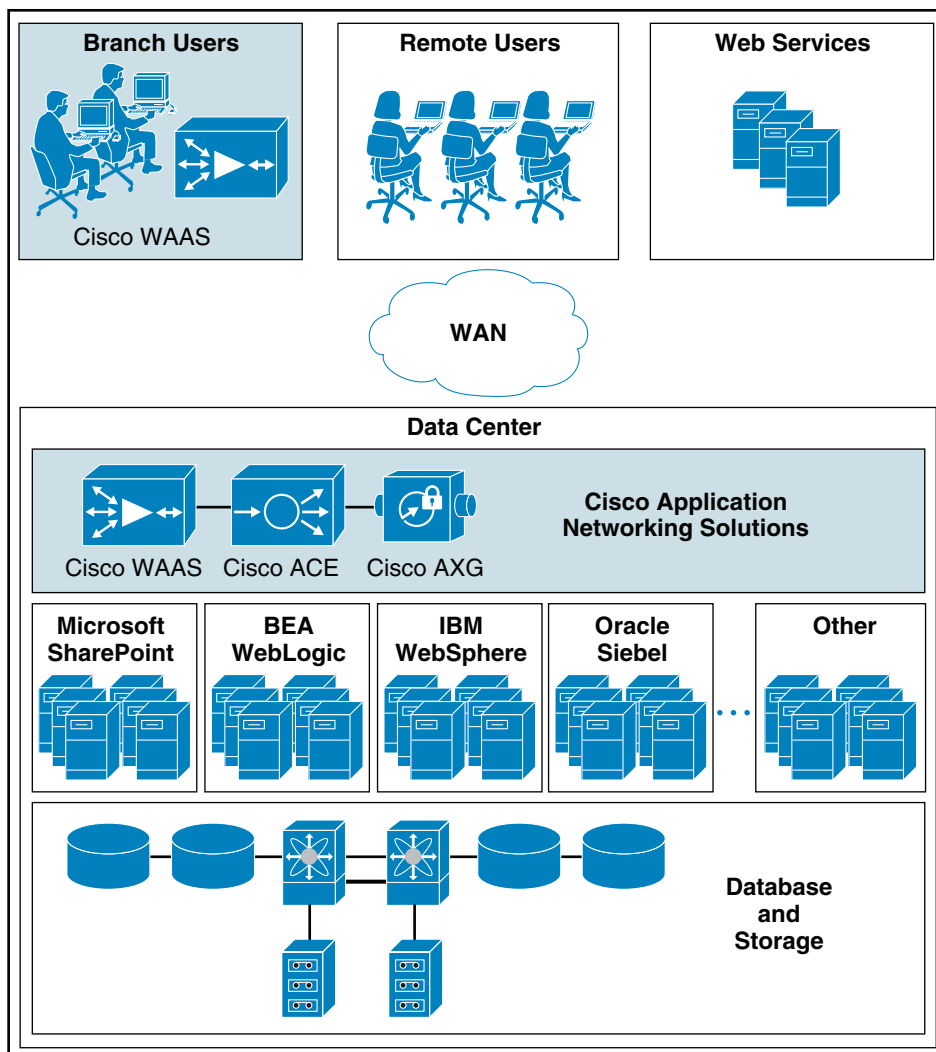 Branch Users
Remote Users
Web Services
Cisco WAAS
WAN
Data Center
Cisco Application
Networking Solutions
Cisco WAAS
Cisco ACE
Cisco AXG
Microsoft
SharePoint
BEA
WebLogic
IBM
WebSphere
Oracle
Siebel
Other
Database
and
Storage